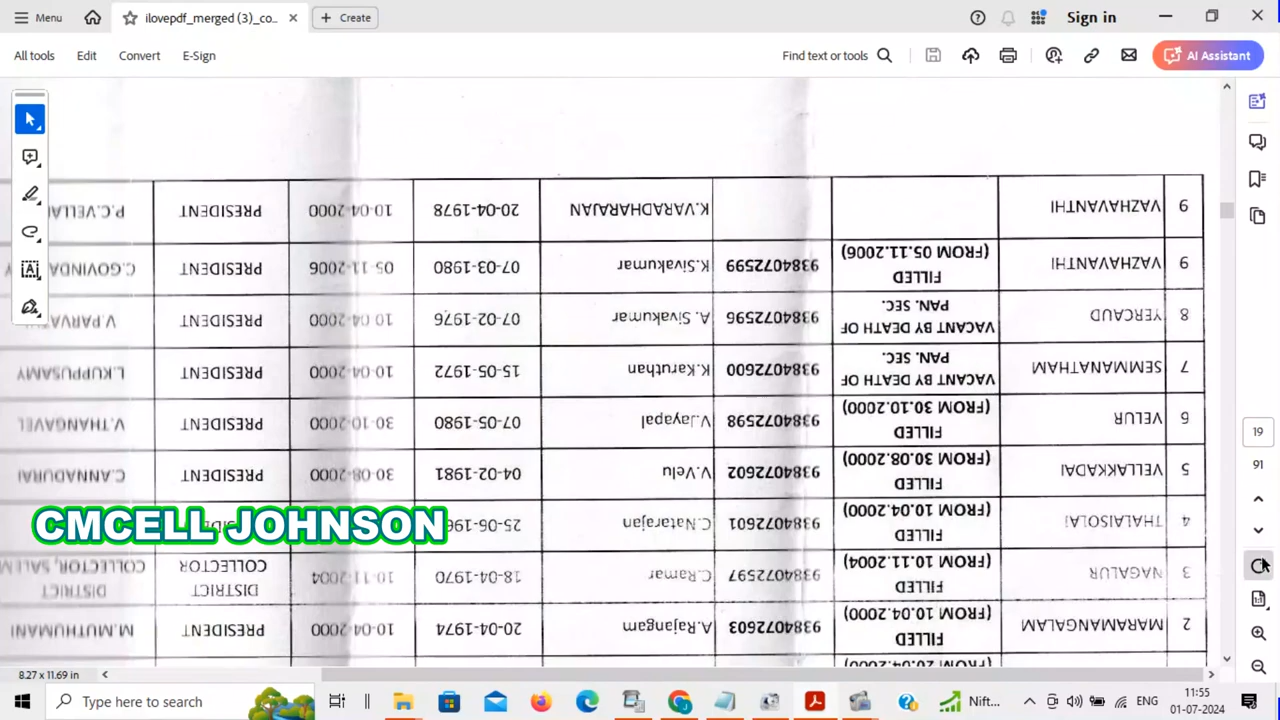 Menu
ilovepdf_merged (3)_co...
Create
Sign in
All tools
Edit
Convert
E-Sign
Find text or tools
AI Assistant
2 MARAMANGALAM FILLED (FROM 10.04.2000) 9384072603 A.Rajangam 20-04-1974 10-04-2000 PRESIDENT M.MUTHUMANI
3 NAGALUR FILLED (FROM 10.11.2004) 9384072597 C.Ramar 18-04-1970 10-11-2004 DISTRICT COLLECTOR DISTRICT COLLECTOR,
4 THALAISOLAI FILLED (FROM 10.04.2000) 9384072601 C.Natarajan
5 VELLAKKADAI FILLED (FROM 30.08.2000) 9384072602 V.Velu 04-02-1981 30-08-2000 PRESIDENT C.ANNADURAI
6 VELUR FILLED (FROM 30.10.2000) 9384072598 V.Jayapal 07-05-1980 30-10-2000 PRESIDENT V.THANGAVEL
7 SEMMANATHAM VACANT BY DEATH OF PAN. SEC. 9384072600 K.Karuthan 15-05-1972 10-04-2000 PRESIDENT L.KUPPUSAMY
8 YERCAUD VACANT BY DEATH OF PAN. SEC. 9384072596 A. Sivakumar 07-02-1976 10-04-2000 PRESIDENT
9 VAZHAVANTHI FILLED (FROM 05.11.2006) 9384072599 K.Sivakumar 07-03-1980 05-11-2006 PRESIDENT
9 VAZHAVANTHI K.VARADHARAJAN 20-04-1978 10-04-2000 PRESIDENT
CMCELL JOHNSON
19
91
8.27 x 11.69 in
Type here to search
Nift...
ENG
11:55
01-07-2024